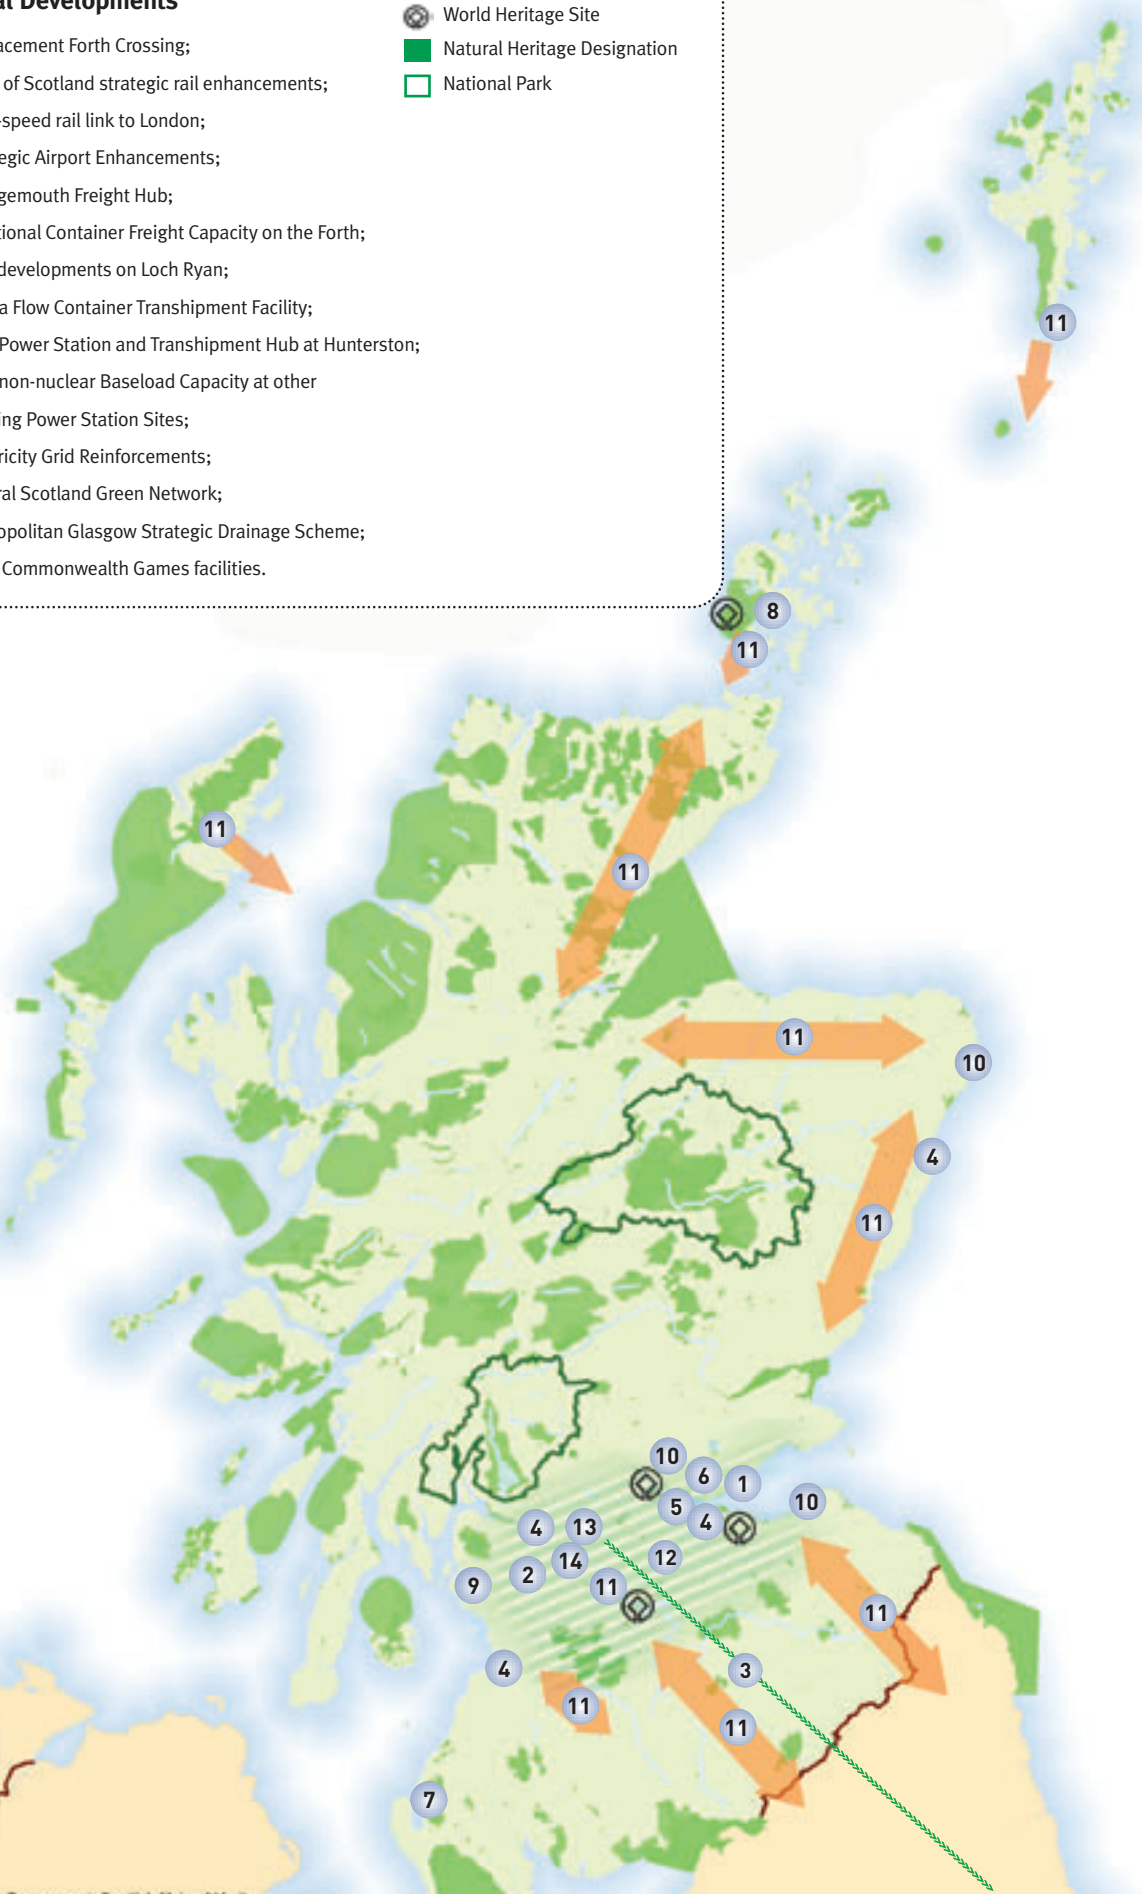 al Developments
acement Forth Crossing;
of Scotland strategic rail enhancements;
-speed rail link to London;
egic Airport Enhancements;
gemouth Freight Hub;
tional Container Freight Capacity on the Forth;
developments on Loch Ryan;
a Flow Container Transhipment Facility;
Power Station and Transhipment Hub at Hunterston;
non-nuclear Baseload Capacity at other
ing Power Station Sites;
ricity Grid Reinforcements;
ral Scotland Green Network;
opolitan Glasgow Strategic Drainage Scheme;
Commonwealth Games facilities.
World Heritage Site
Natural Heritage Designation
National Park
11
8
11
11
11
11
10
4
11
10
6
1
10
5
4
4
13
12
14
2
9
11
11
4
3
11
11
7